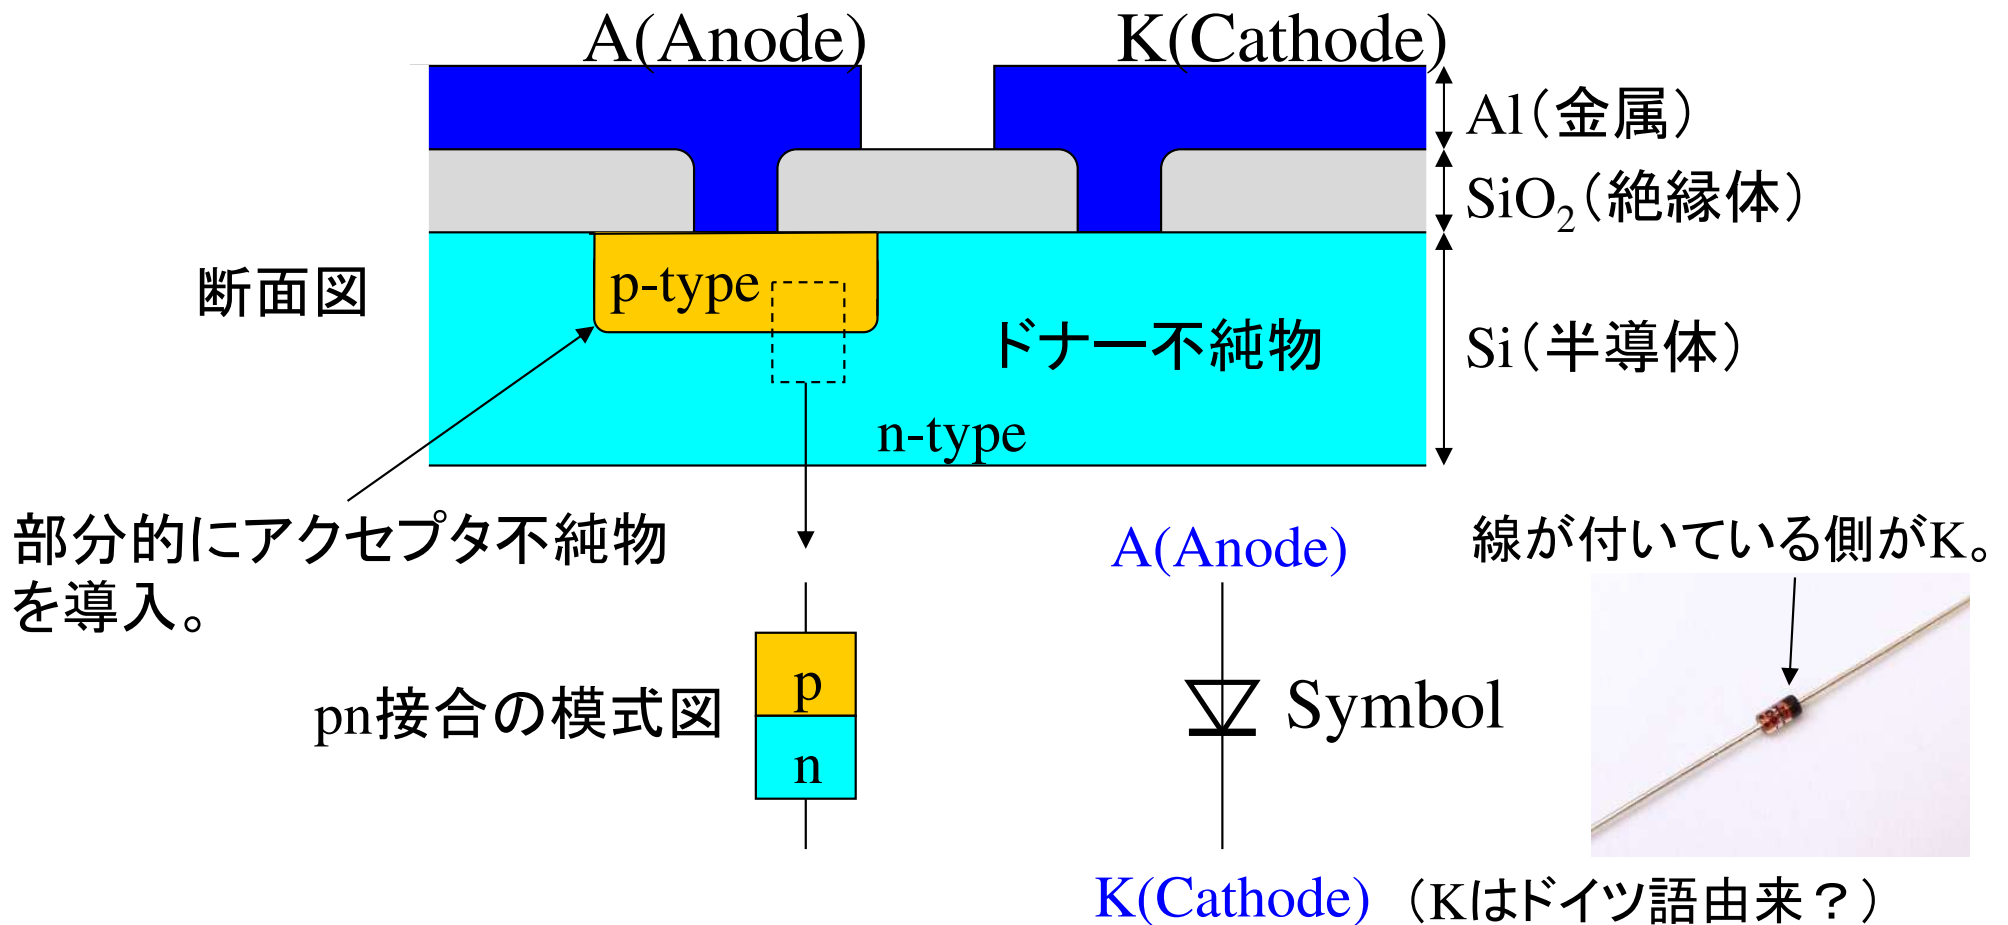 A(Anode)
K(Cathode)
Al（金属）
SiO₂（絶縁体）
断面図
p-type
ドナー不純物
Si（半導体）
n-type
部分的にアクセプタ不純物
を導入。
A(Anode)
線が付いている側がK。
pn接合の模式図
p
n
Symbol
K(Cathode)
（Kはドイツ語由来？）